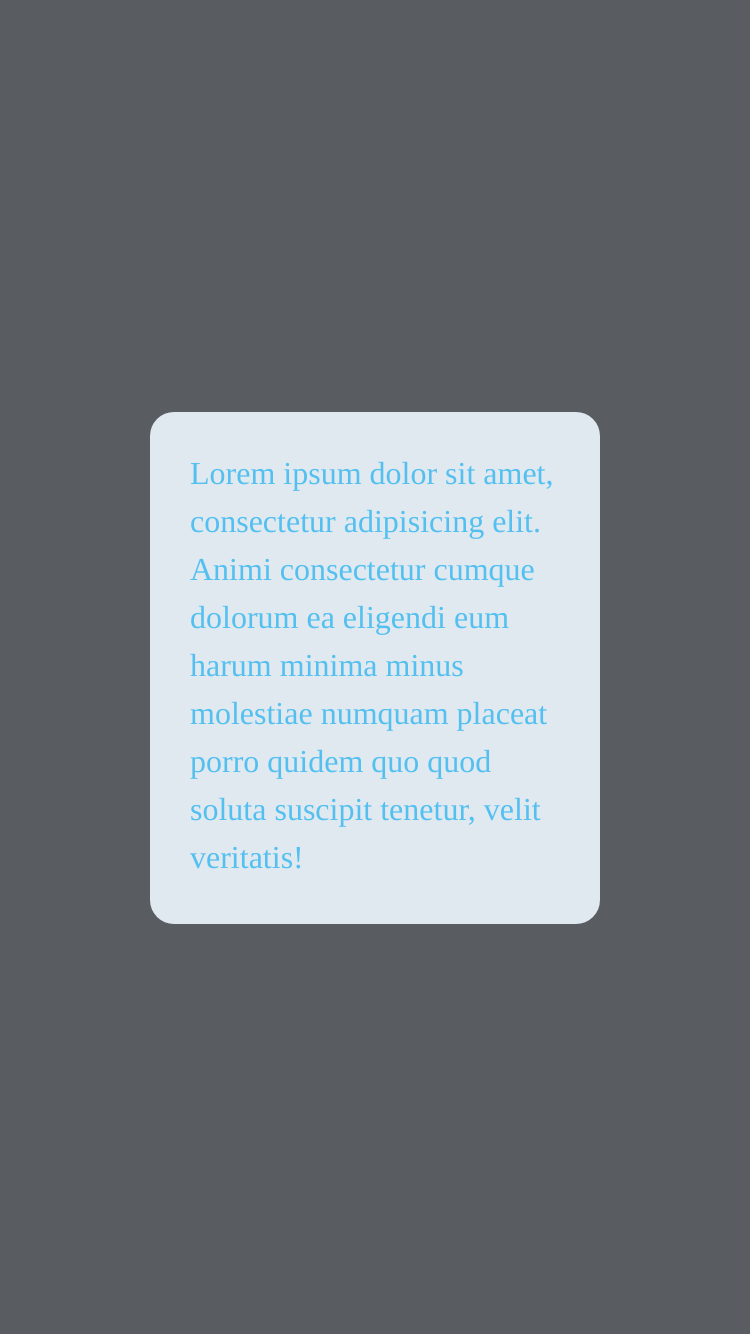 Lorem ipsum dolor sit amet,
consectetur adipisicing elit.
Animi consectetur cumque
dolorum ea eligendi eum
harum minima minus
molestiae numquam placeat
porro quidem quo quod
soluta suscipit tenetur, velit
veritatis!